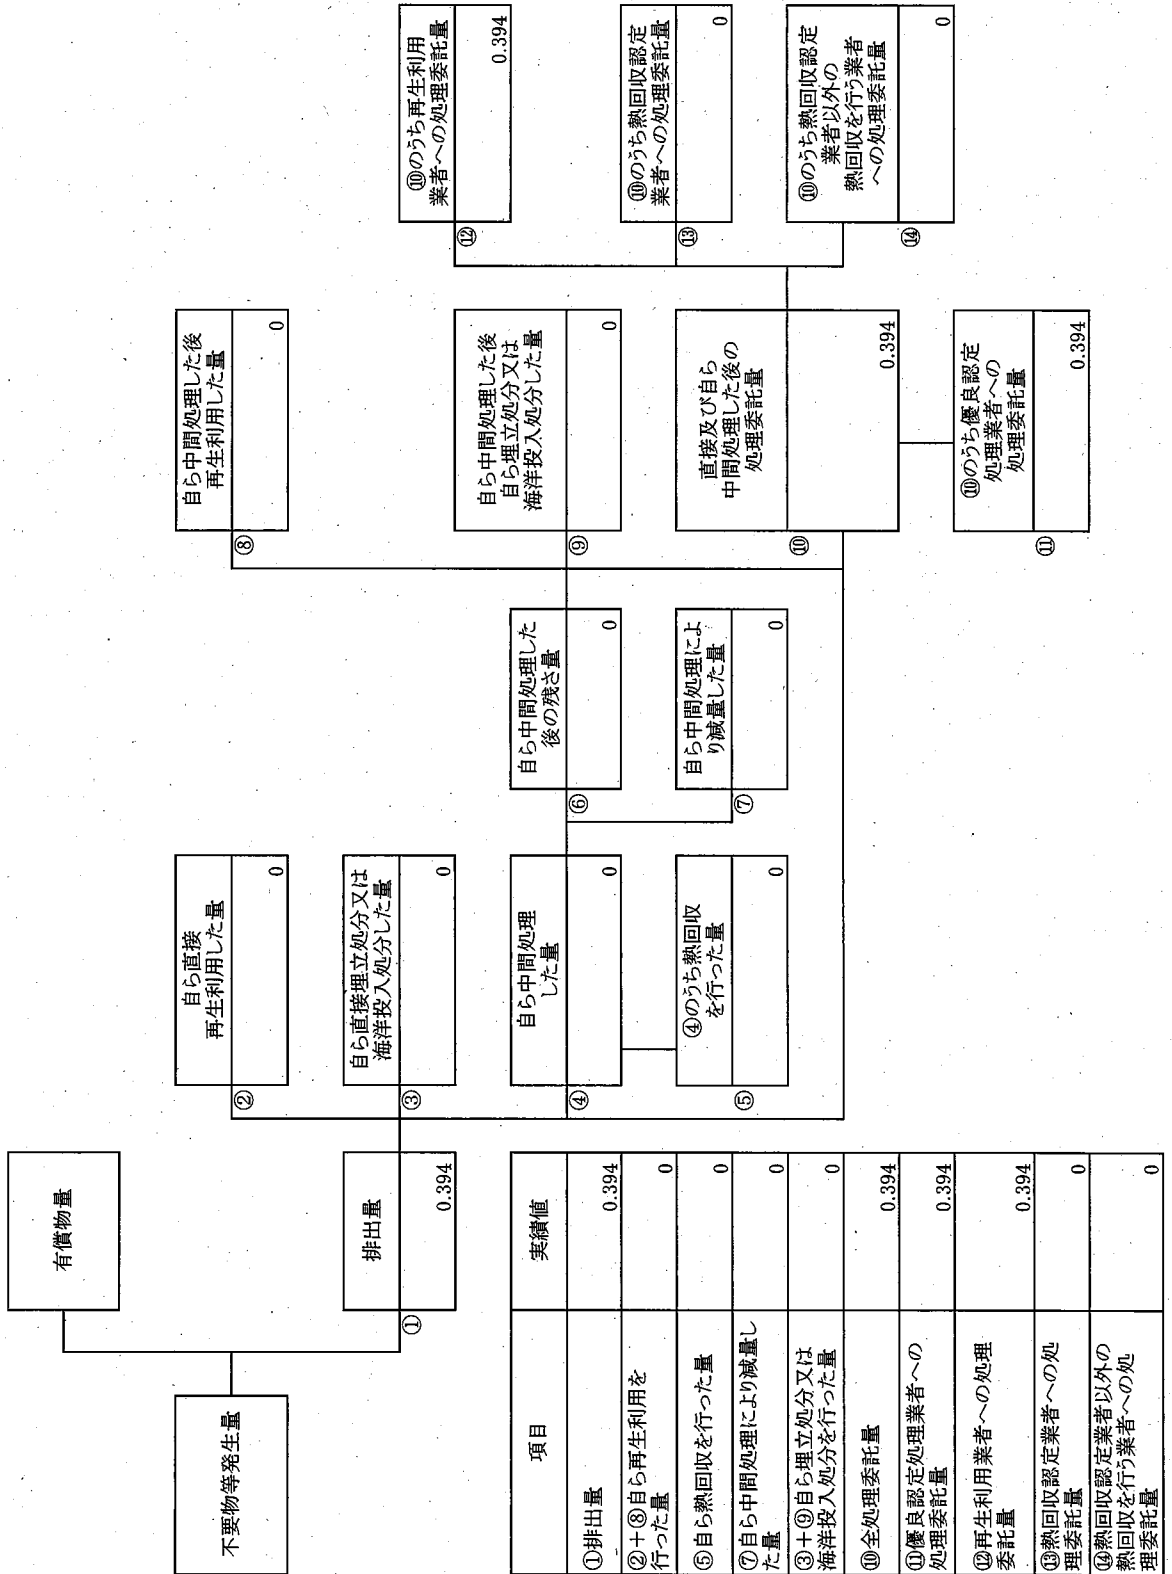 不要物等発生量
有償物量
①
排出量
0.394
②
自ら直接
再生利用した量
0
③
自ら直接埋立処分又は
海洋投入処分した量
0
④
自ら中間処理
した量
0
⑤
④のうち熱回収
を行った量
0
⑥
自ら中間処理した
後の残さ量
0
⑦
自ら中間処理によ
り減量した量
0
⑧
自ら中間処理した後
再生利用した量
0
⑨
自ら中間処理した後
自ら埋立処分又は
海洋投入処分した量
0
⑩
直接及び自ら
中間処理した後の
処理委託量
0.394
⑪
⑩のうち優良認定
処理業者への
処理委託量
0.394
⑫
⑩のうち再生利用
業者への処理委託量
0.394
⑬
⑩のうち熱回収認定
業者への処理委託量
0
⑭
⑩のうち熱回収認定
業者以外の
熱回収を行う業者
への処理委託量
0
項目 実績値
①排出量 0.394
②+⑧自ら再生利用を
行った量 0
⑤自ら熱回収を行った量 0
⑦自ら中間処理により減量し
た量 0
③+⑨自ら埋立処分又は
海洋投入処分を行った量 0
⑩全処理委託量 0.394
⑪優良認定処理業者への
処理委託量 0.394
⑫再生利用業者への処理
委託量 0.394
⑬熱回収認定業者への処
理委託量 0
⑭熱回収認定業者以外の
熱回収を行う業者への処
理委託量 0